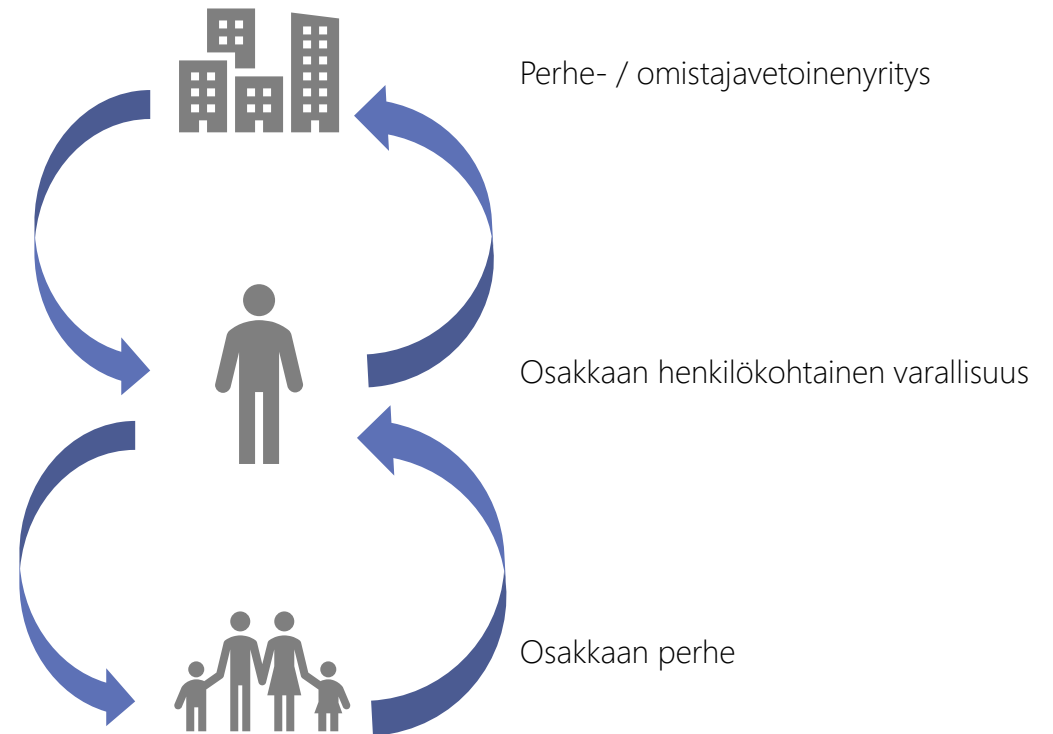 Perhe- / omistajavetoinenyritys
Osakkaan henkilökohtainen varallisuus
Osakkaan perhe